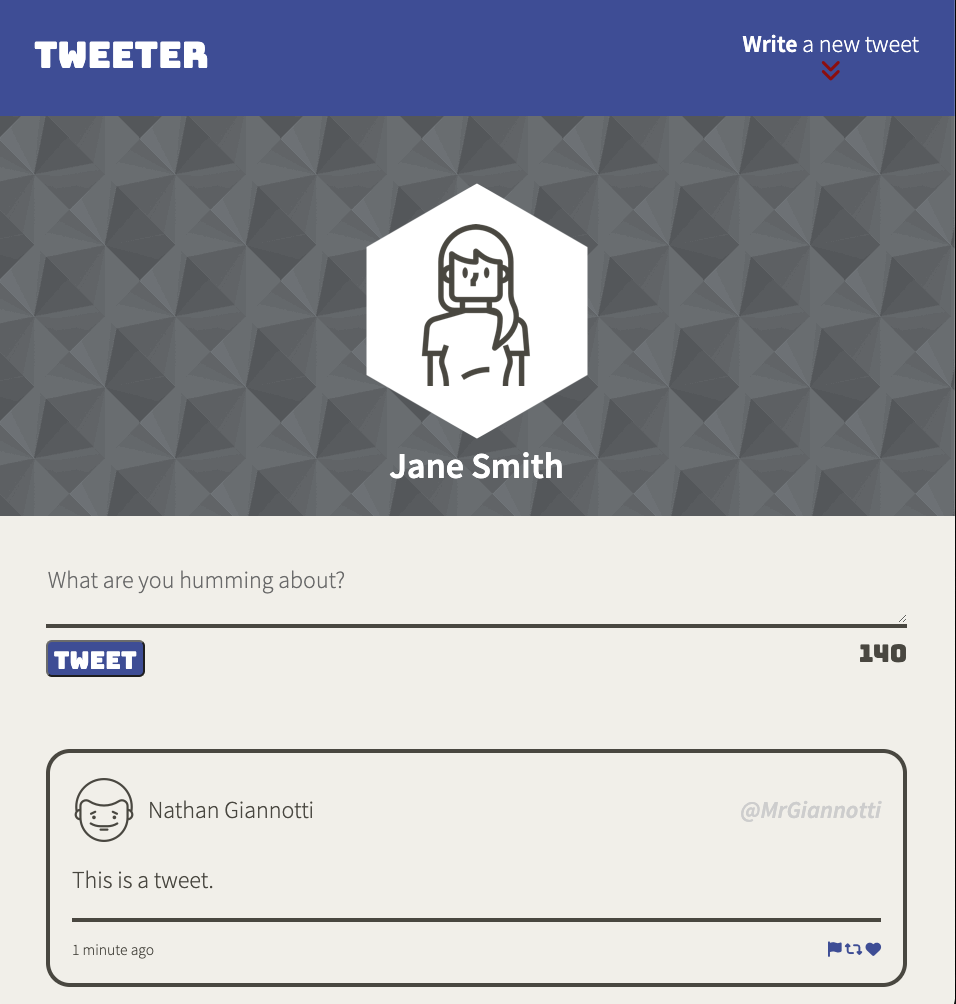 TWEETER
Write a new tweet
Jane Smith
What are you humming about?
TWEET
140
Nathan Giannotti
@MrGiannotti
This is a tweet.
1 minute ago